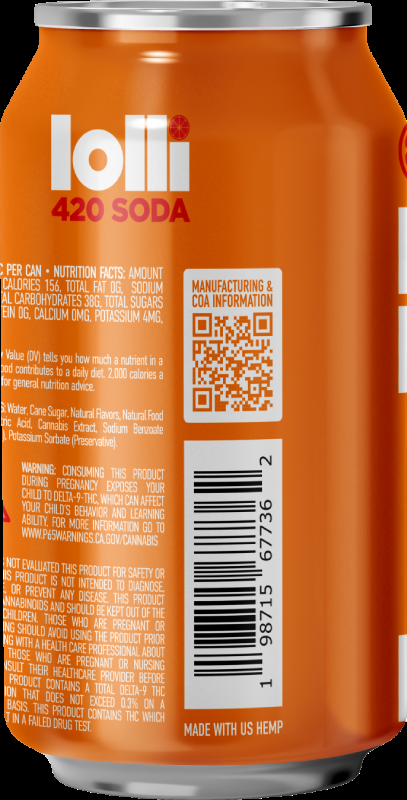 lolli
420 SODA
C PER CAN • NUTRITION FACTS: AMOUNT
CALORIES 156, TOTAL FAT 0G, SODIUM
TAL CARBOHYDRATES 38G, TOTAL SUGARS
TEIN 0G, CALCIUM 0MG, POTASSIUM 4MG,
y Value (DV) tells you how much a nutrient in a
ood contributes to a daily diet. 2,000 calories a
for general nutrition advice.
S: Water, Cane Sugar, Natural Flavors, Natural Food
tric Acid, Cannabis Extract, Sodium Benzoate
), Potassium Sorbate (Preservative).
WARNING: CONSUMING THIS PRODUCT
DURING PREGNANCY EXPOSES YOUR
CHILD TO DELTA-9-THC, WHICH CAN AFFECT
YOUR CHILD'S BEHAVIOR AND LEARNING
ABILITY. FOR MORE INFORMATION GO TO
WWW.P65WARNINGS.CA.GOV/CANNABIS
NOT EVALUATED THIS PRODUCT FOR SAFETY OR
HIS PRODUCT IS NOT INTENDED TO DIAGNOSE,
E, OR PREVENT ANY DISEASE. THIS PRODUCT
ANNABINOIDS AND SHOULD BE KEPT OUT OF THE
CHILDREN. THOSE WHO ARE PREGNANT OR
ING SHOULD AVOID USING THE PRODUCT PRIOR
NG WITH A HEALTH CARE PROFESSIONAL ABOUT
THOSE WHO ARE PREGNANT OR NURSING
NSULT THEIR HEALTHCARE PROVIDER BEFORE
PRODUCT CONTAINS A TOTAL DELTA-9 THC
ION THAT DOES NOT EXCEED 0.3% ON A
BASIS. THIS PRODUCT CONTAINS THC WHICH
T IN A FAILED DRUG TEST.
MANUFACTURING &
COA INFORMATION
1 98715 67736 2
MADE WITH US HEMP